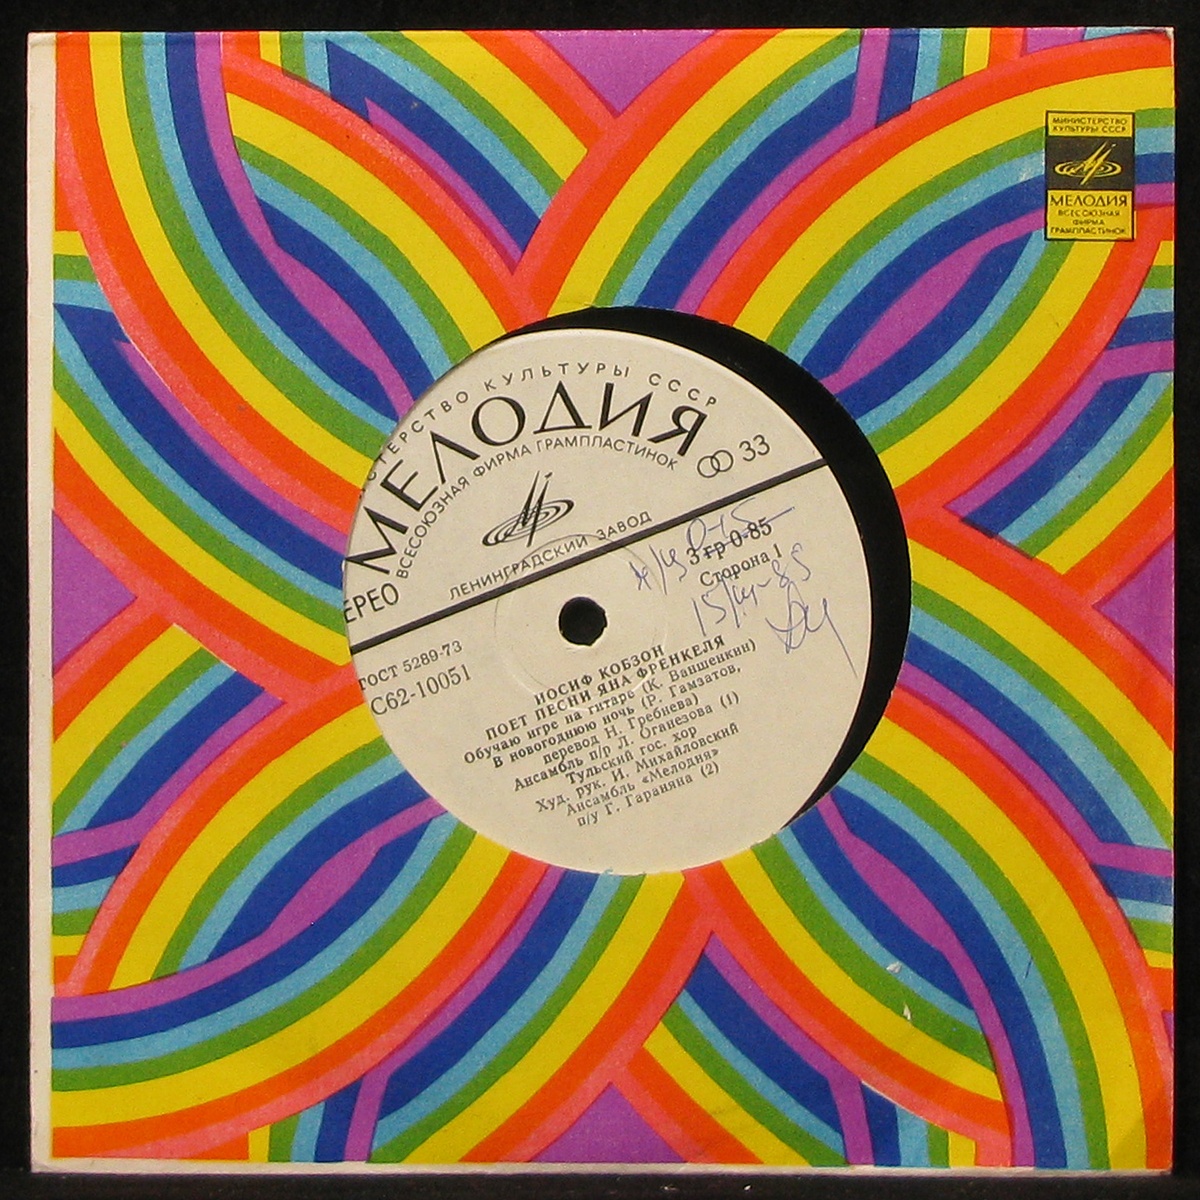 МИНИСТЕРСТВО
КУЛЬТУРЫ СССР
МЕЛОДИЯ
ВСЕСОЮЗНАЯ
ФИРМА
ГРАМПЛАСТИНОК
ИСТЕРСТВО КУЛЬТУРЫ СССР
МЕЛОДИЯ
ВСЕСОЮЗНАЯ ФИРМА ГРАМПЛАСТИНОК
33
ЛЕНИНГРАДСКИЙ ЗАВОД
ЕРЕО
3 гр 0-85
Сторона 1
15/IV-85
ГОСТ 5289-73
С62-10051
ИОСИФ КОБЗОН
ПОЕТ ПЕСНИ ЯНА ФРЕНКЕЛЯ
Обучаю игре на гитаре (К. Ваншенкин)
В новогоднюю ночь (Р. Гамзатов,
перевод Н. Гребнева)
Ансамбль п/р Л. Оганезова (1)
Тульский гос. хор
Худ. рук. И. Михайловский
Ансамбль «Мелодия»
п/у Г. Гараняна (2)